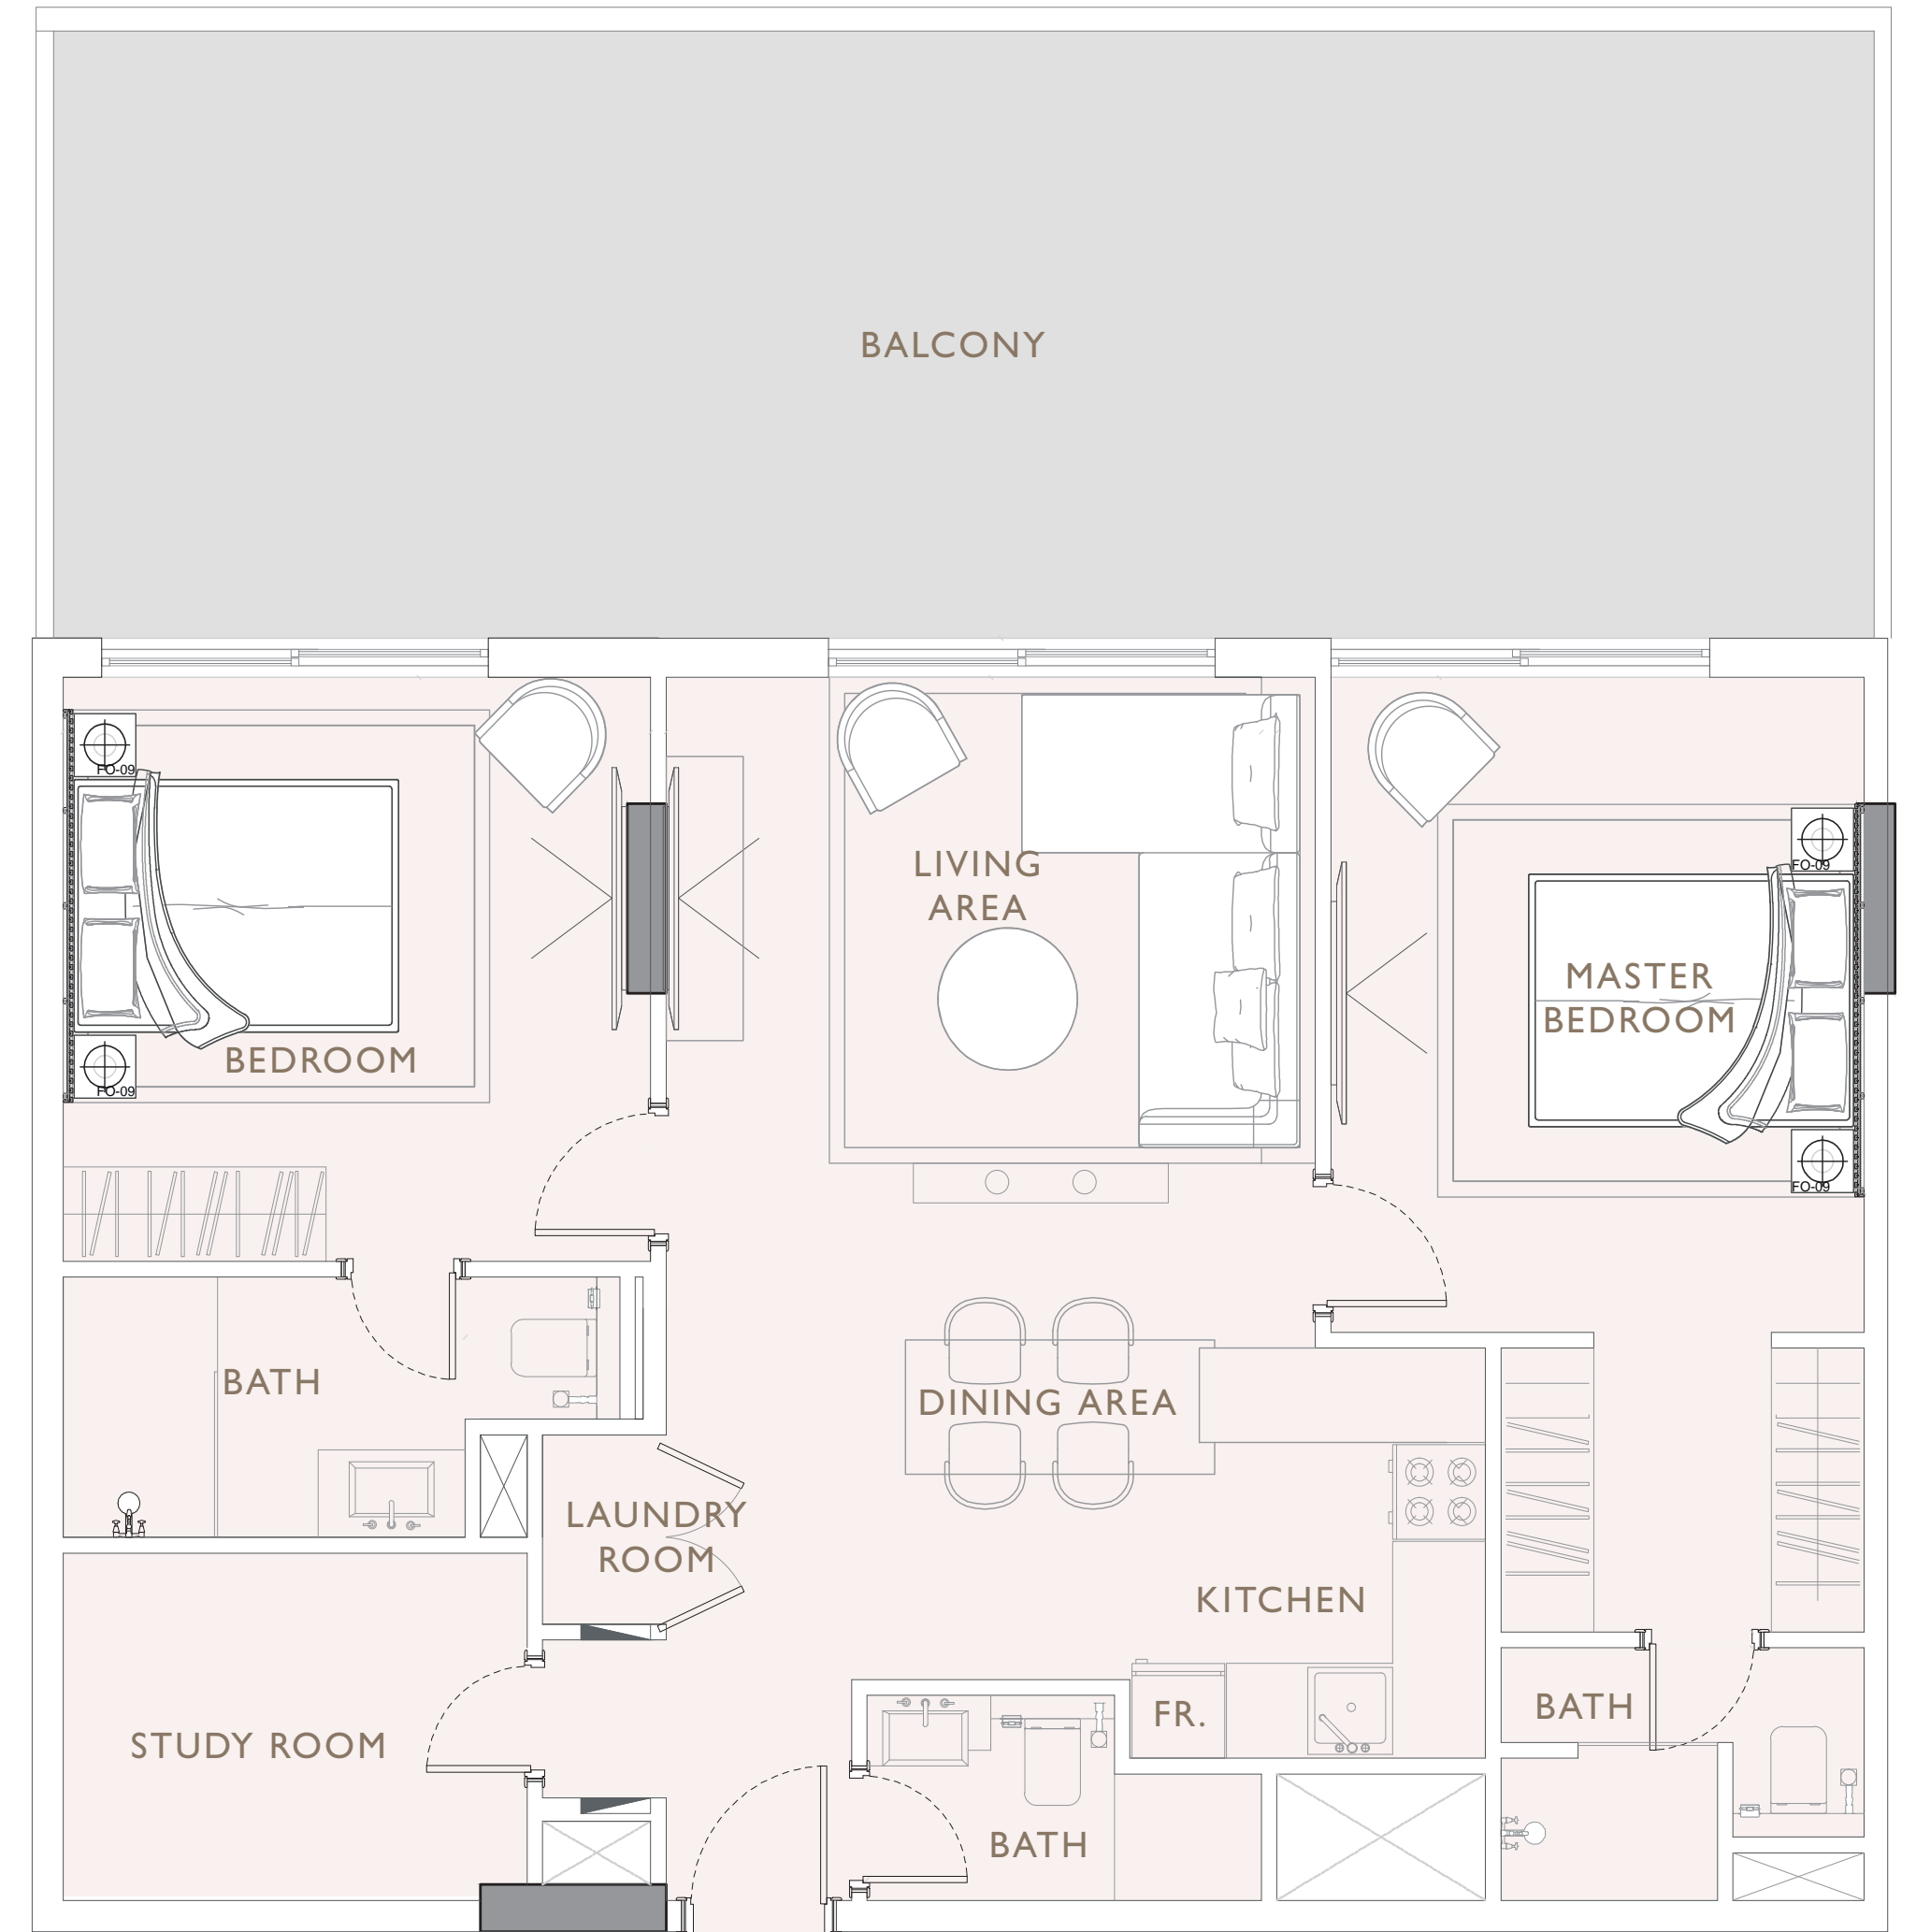 BALCONY
FO-09
LIVING
AREA
FO-09
MASTER
BEDROOM
BEDROOM
FO-09
FO-09
BATH
DINING AREA
LAUNDRY
ROOM
KITCHEN
BATH
FR.
STUDY ROOM
BATH